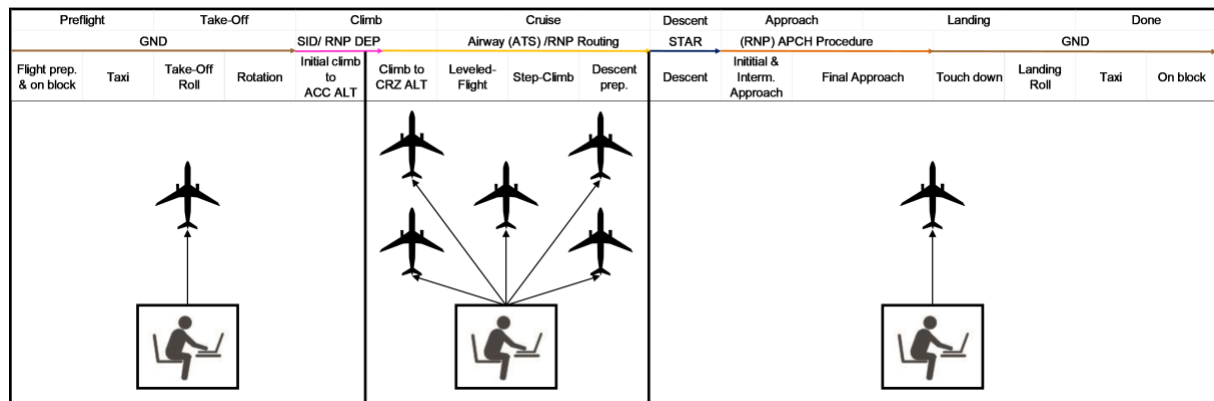 Preflight Take-Off Climb Cruise Descent Approach Landing Done
GND SID/ RNP DEP Airway (ATS) /RNP Routing STAR (RNP) APCH Procedure GND
Flight prep.
& on block
Taxi
Take-Off
Roll
Rotation
Initial climb
to
ACC ALT
Climb to
CRZ ALT
Leveled-
Flight
Step-Climb
Descent
prep.
Descent
Inititial &
Interm.
Approach
Final Approach
Touch down
Landing
Roll
Taxi
On block